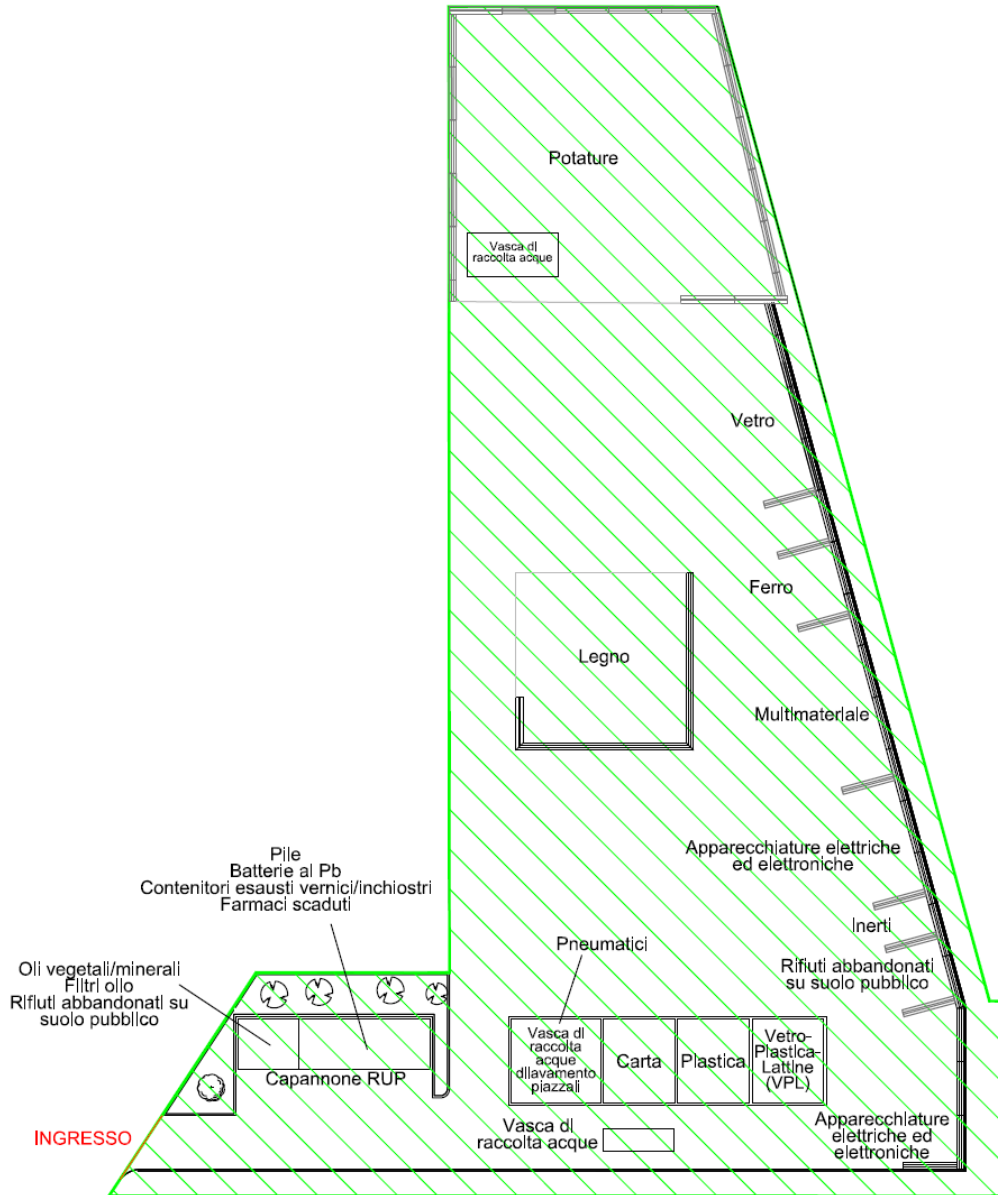 Potature
Vasca di
raccolta acque
Vetro
Ferro
Legno
Multimateriale
Apparecchiature elettriche
ed elettroniche
Inerti
Rifiuti abbandonati
su suolo pubblico
Pile
Batterie al Pb
Contenitori esausti vernici/inchiostri
Farmaci scaduti
Oli vegetali/minerali
Filtri olio
Rifiuti abbandonati su
suolo pubblico
Capannone RUP
Pneumatici
Vasca di
raccolta
acque
dilavamento
piazzali
Carta
Plastica
Vetro-
Plastica-
Lattine
(VPL)
INGRESSO
Vasca di
raccolta acque
Apparecchiature
elettriche ed
elettroniche